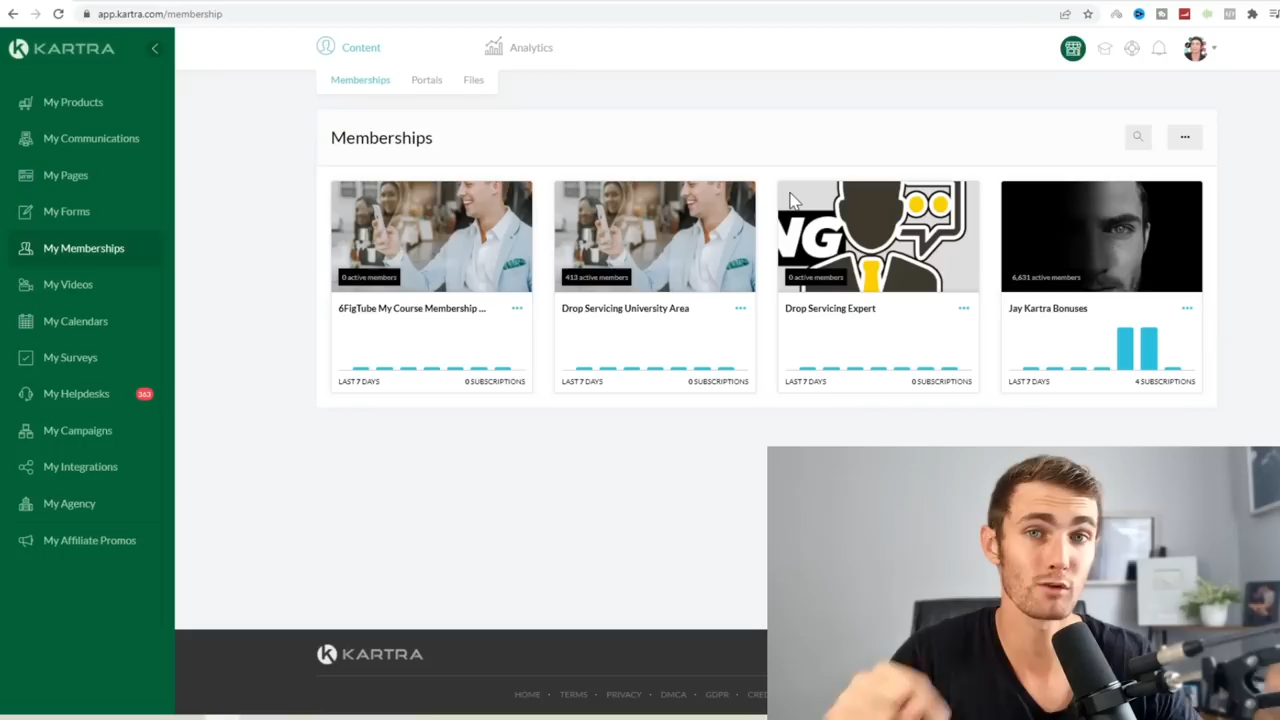 app.kartra.com/membership
KARTRA
Content
Analytics
Memberships
Portals
Files
My Products
My Communications
My Pages
My Forms
My Memberships
My Videos
My Calendars
My Surveys
My Helpdesks
363
My Campaigns
My Integrations
My Agency
My Affiliate Promos
Memberships
0 active members
6FigTube My Course Membership ...
LAST 7 DAYS
0 SUBSCRIPTIONS
413 active members
Drop Servicing University Area
LAST 7 DAYS
0 SUBSCRIPTIONS
NG
0 active members
Drop Servicing Expert
LAST 7 DAYS
0 SUBSCRIPTIONS
6,631 active members
Jay Kartra Bonuses
LAST 7 DAYS
4 SUBSCRIPTIONS
KARTRA
HOME · TERMS · PRIVACY · DMCA · GDPR · CRED